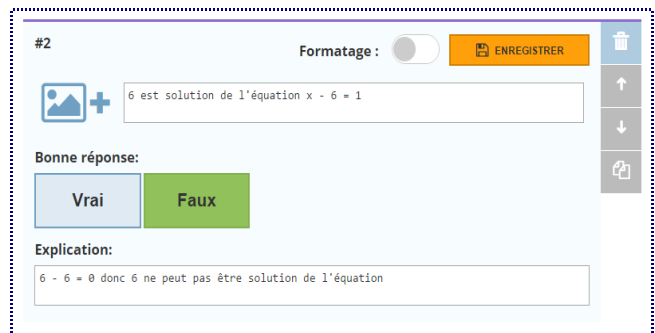 #2
Formatage :
ENREGISTRER
6 est solution de l'équation x - 6 = 1
Bonne réponse:
Vrai
Faux
Explication:
6 - 6 = 0 donc 6 ne peut pas être solution de l'équation